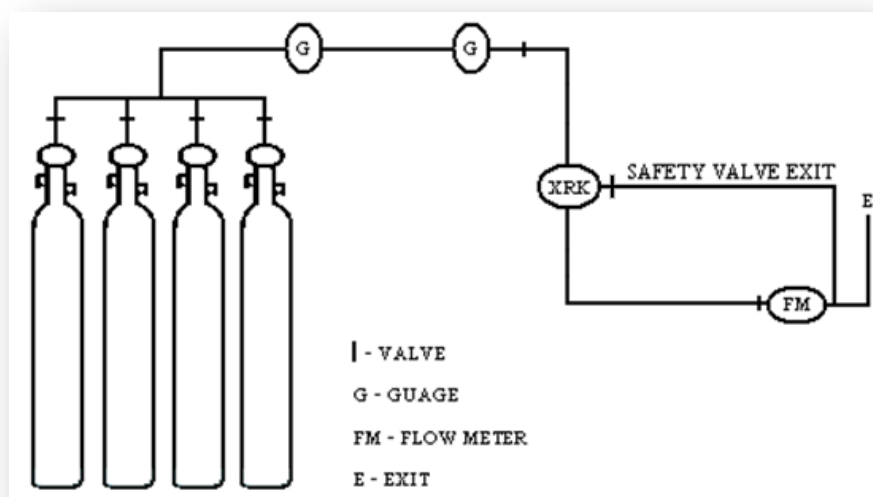 G G
XRK
SAFETY VALVE EXIT
E
FM
| - VALVE
G - GUAGE
FM - FLOW METER
E - EXIT